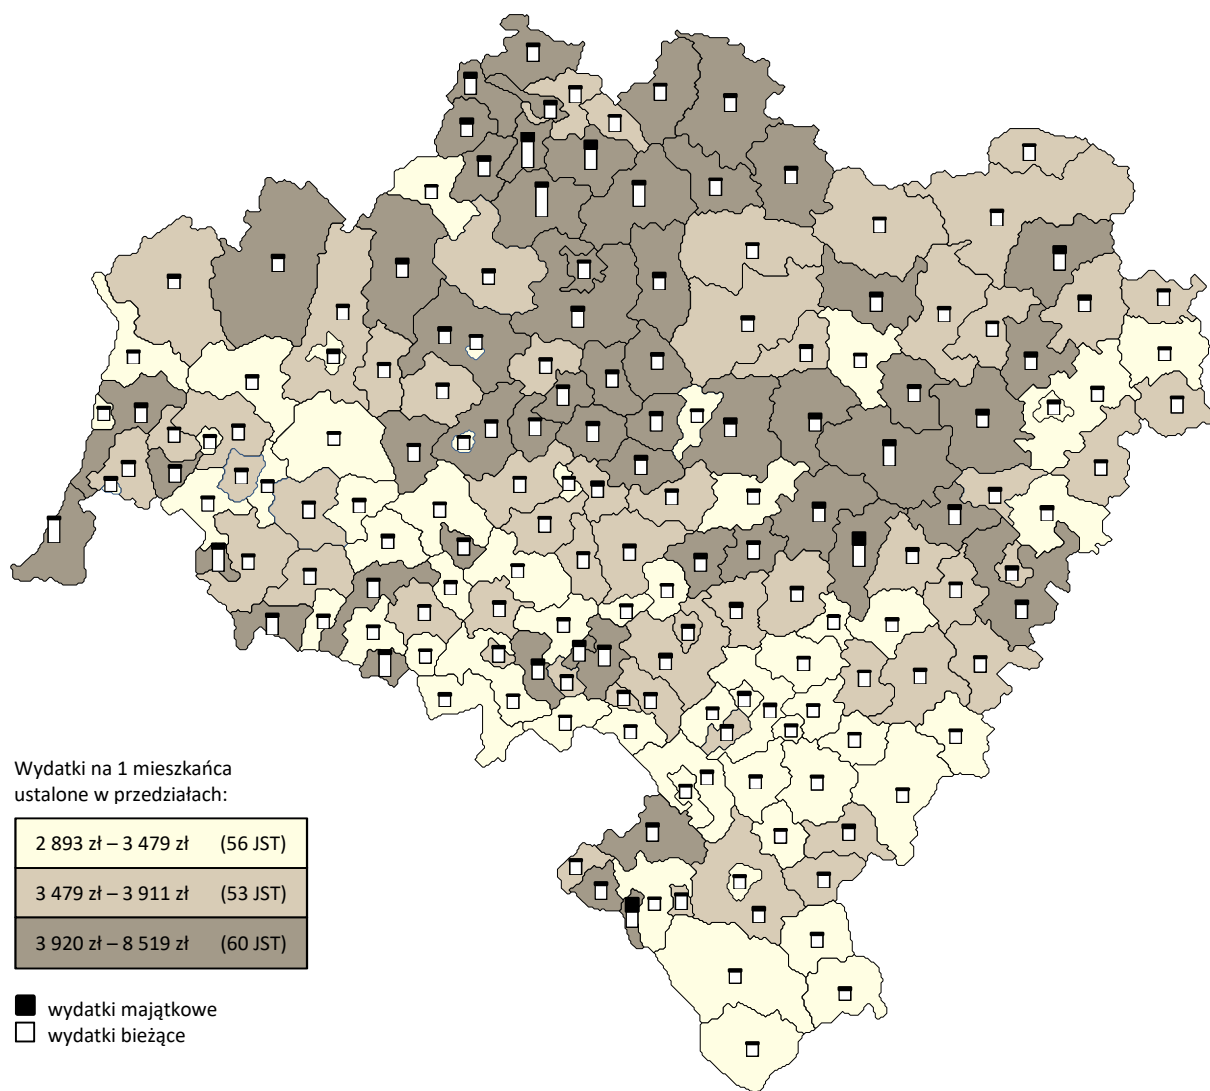 Wydatki na 1 mieszkańca
ustalone w przedziałach:
2 893 zł – 3 479 zł (56 JST)
3 479 zł – 3 911 zł (53 JST)
3 920 zł – 8 519 zł (60 JST)
wydatki majątkowe
wydatki bieżące